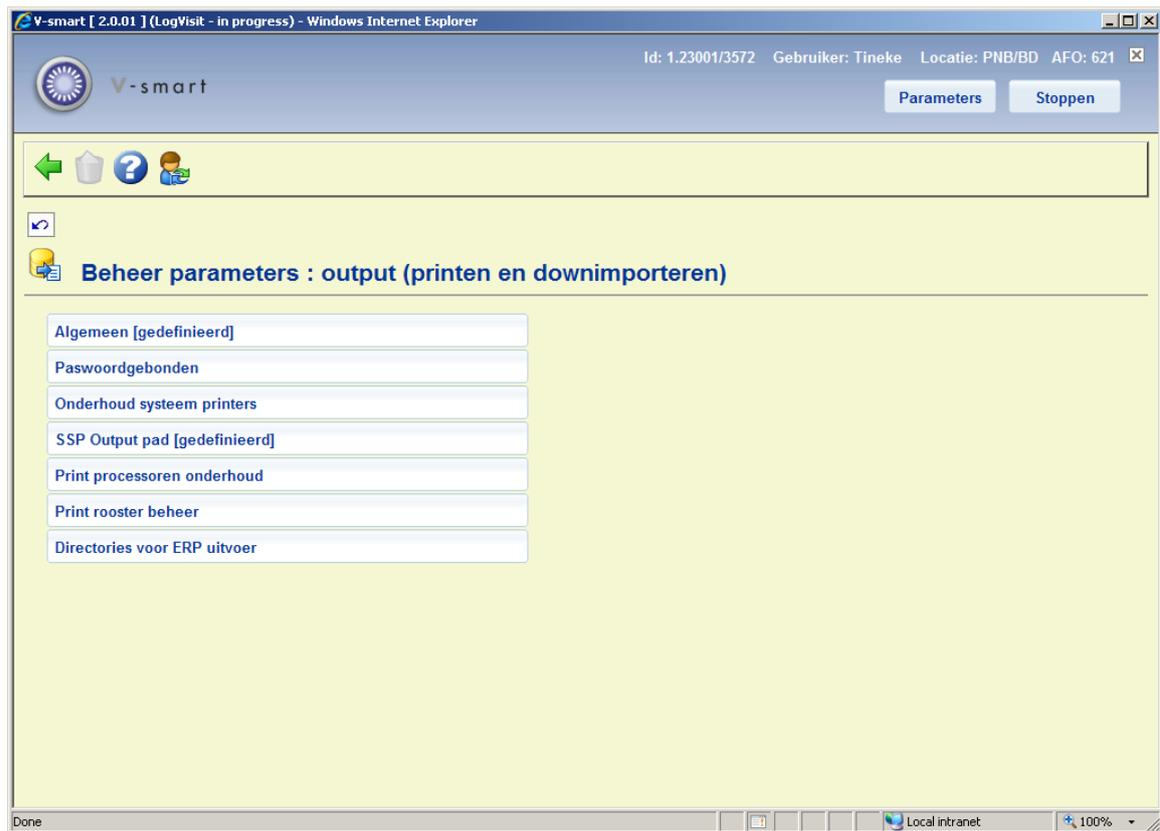 V-smart [ 2.0.01 ] (LogVisit - in progress) - Windows Internet Explorer
Id: 1.23001/3572 Gebruiker: Tineke Locatie: PNB/BD AFO: 621
V-smart
Parameters Stoppen
Beheer parameters : output (printen en downimporteren)
Algemeen [gedefinieerd]
Paswoordgebonden
Onderhoud systeem printers
SSP Output pad [gedefinieerd]
Print processoren onderhoud
Print rooster beheer
Directories voor ERP uitvoer
Done Local intranet 100%